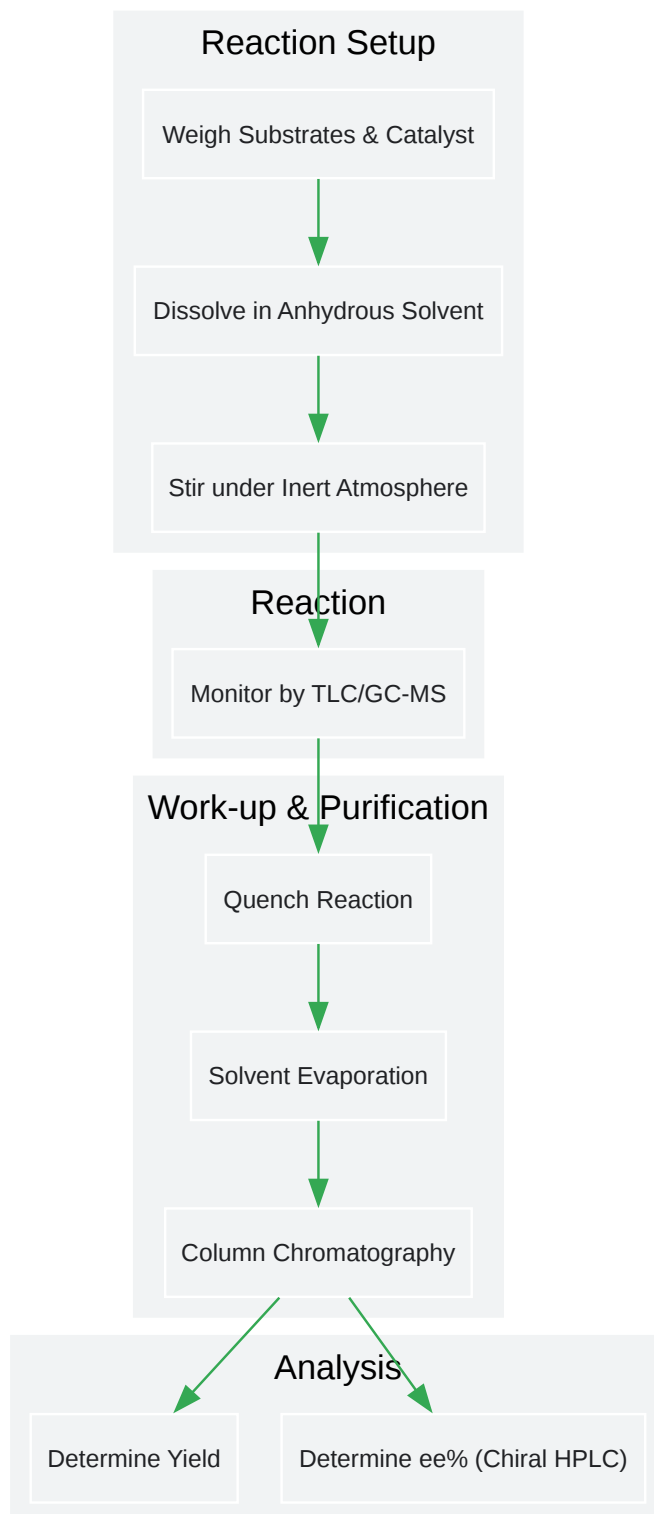 Reaction Setup
Weigh Substrates & Catalyst
Dissolve in Anhydrous Solvent
Stir under Inert Atmosphere
Reaction
Monitor by TLC/GC-MS
Work-up & Purification
Quench Reaction
Solvent Evaporation
Column Chromatography
Analysis
Determine Yield
Determine ee% (Chiral HPLC)